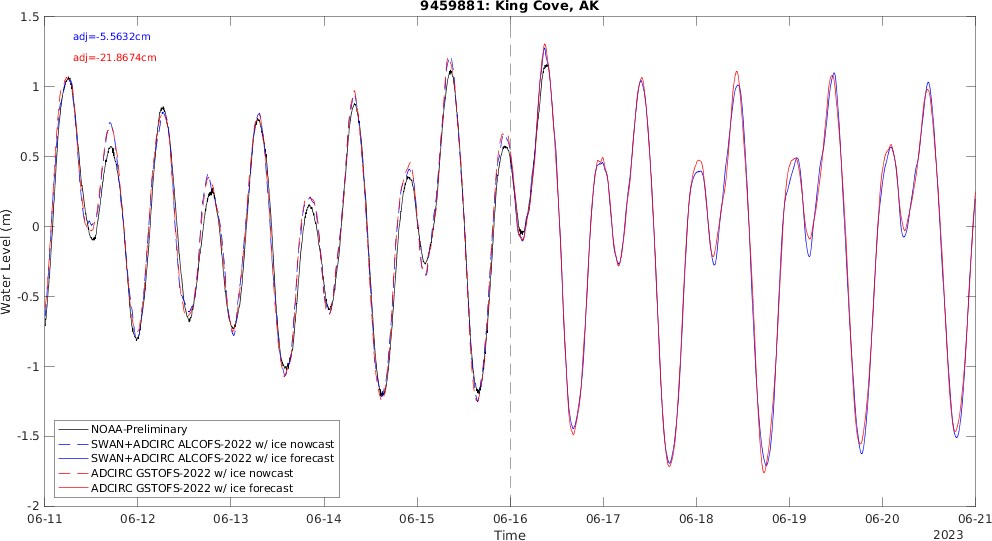 9459881: King Cove, AK
adj=-5.5632cm
adj=-21.8674cm
1.5
1
0.5
0
-0.5
-1
-1.5
-2
Water Level (m)
NOAA-Preliminary
SWAN+ADCIRC ALCOFS-2022 w/ ice nowcast
SWAN+ADCIRC ALCOFS-2022 w/ ice forecast
ADCIRC GSTOFS-2022 w/ ice nowcast
ADCIRC GSTOFS-2022 w/ ice forecast
06-11 06-12 06-13 06-14 06-15 06-16 06-17 06-18 06-19 06-20 06-21
Time
2023